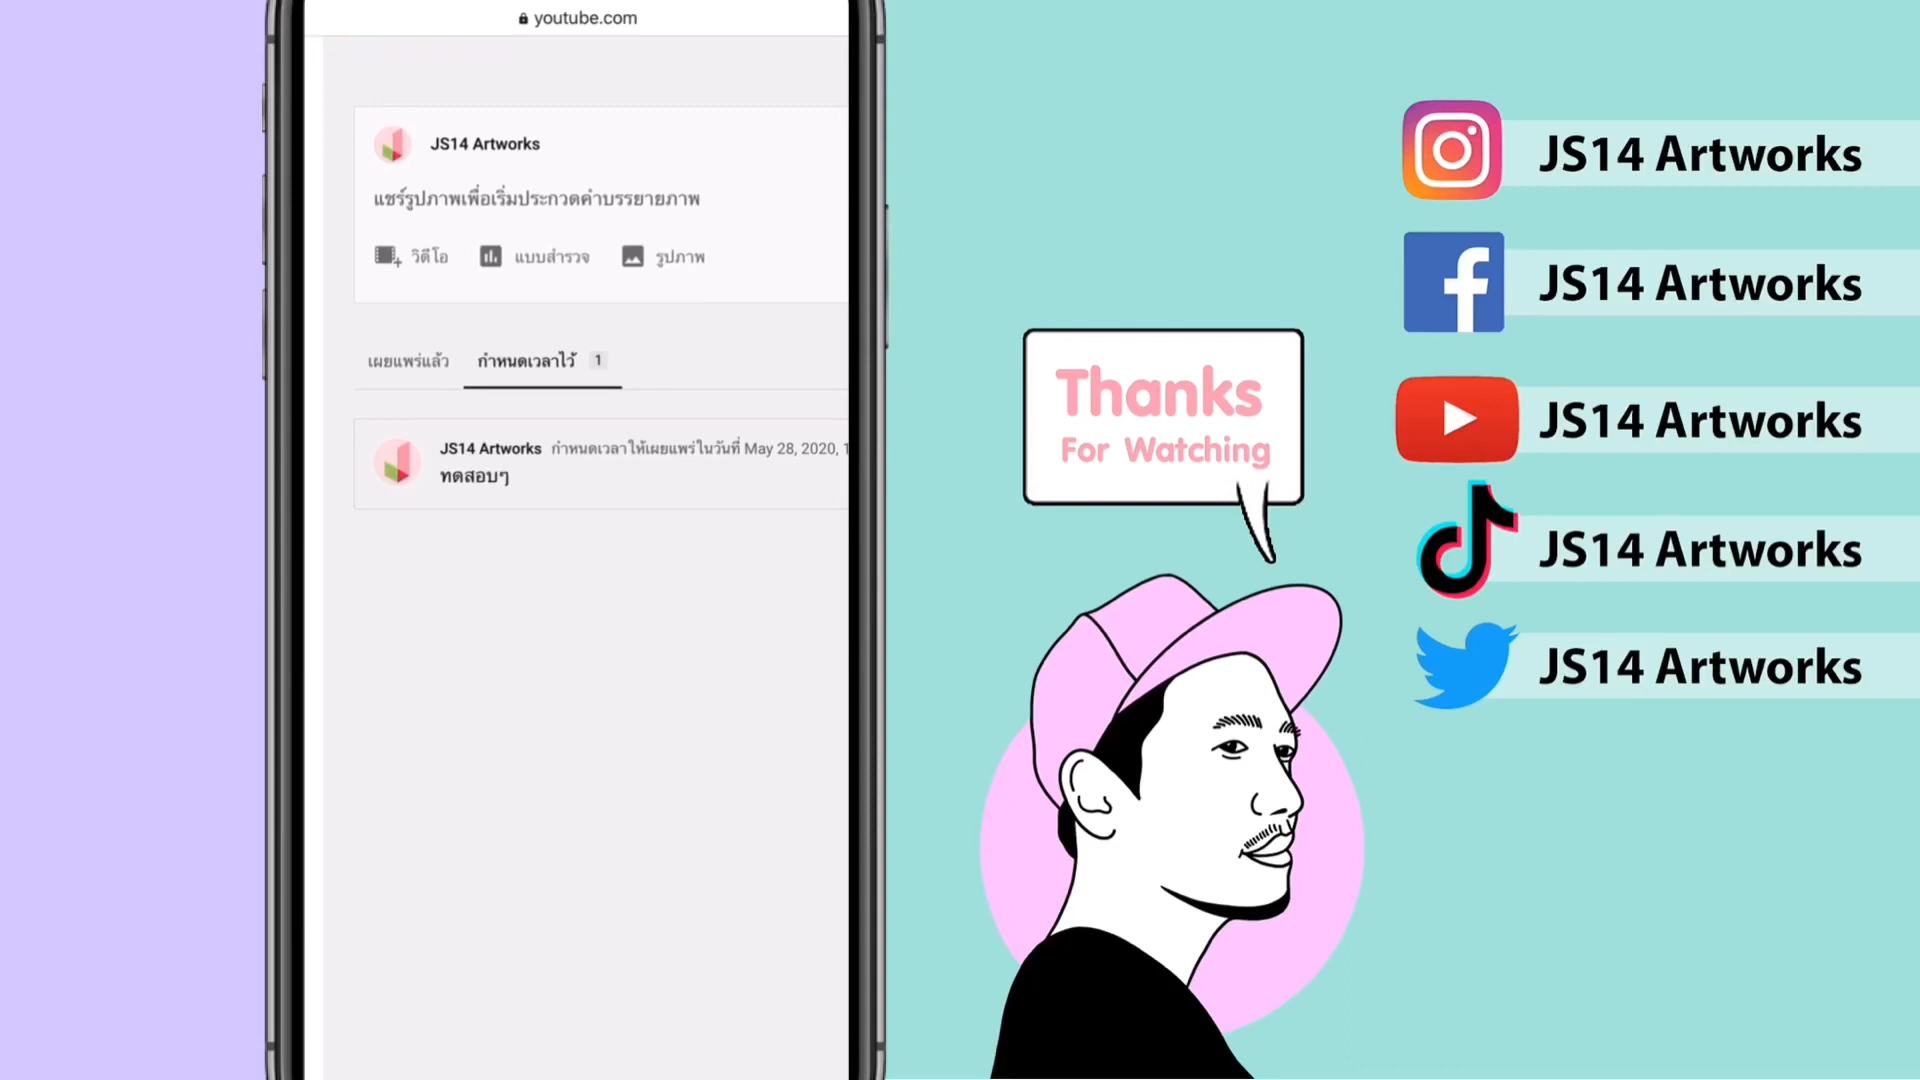 youtube.com
JS14 Artworks
แชร์รูปภาพเพื่อเริ่มประกวดคำบรรยายภาพ
วิดีโอ แบบสำรวจ รูปภาพ
เผยแพร่แล้ว กำหนดเวลาไว้ 1
JS14 Artworks กำหนดเวลาให้เผยแพร่ในวันที่ May 28, 2020, 1
ทดสอบๆ
Thanks
For Watching
JS14 Artworks
JS14 Artworks
JS14 Artworks
JS14 Artworks
JS14 Artworks